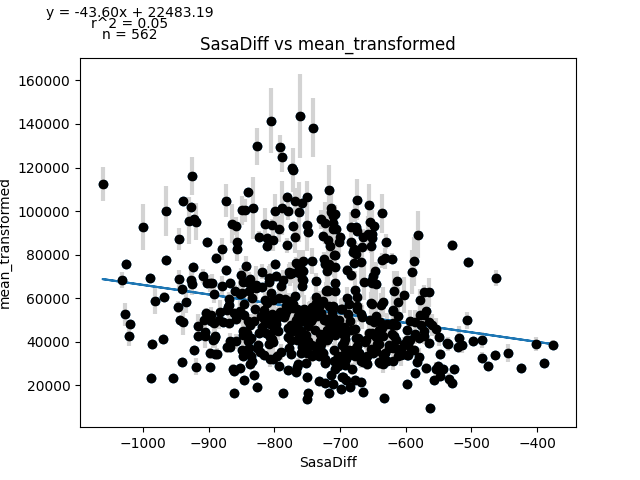 y = -43.60x + 22483.19
r^2 = 0.05
n = 562
SasaDiff vs mean_transformed
160000
140000
120000
100000
80000
60000
40000
20000
mean_transformed
−1000
−900
−800
−700
−600
−500
−400
SasaDiff